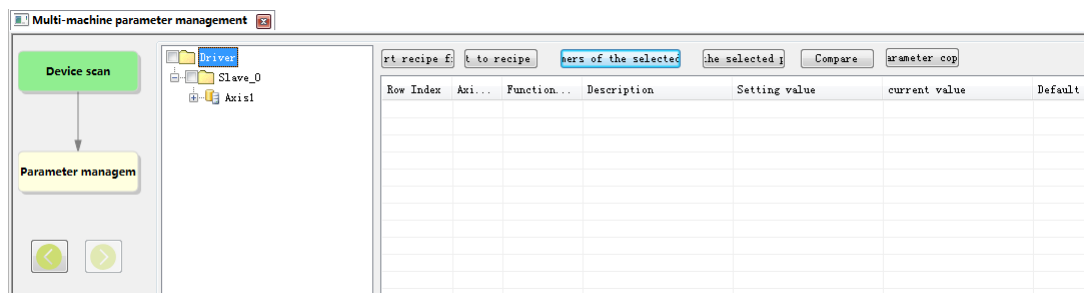 Multi-machine parameter management
Device scan
Parameter managem
Driver
Slave_0
Axis1
rt recipe f
t to recipe
ers of the selected
the selected p
Compare
arameter cop
Row Index Axi... Function... Description Setting value current value Default